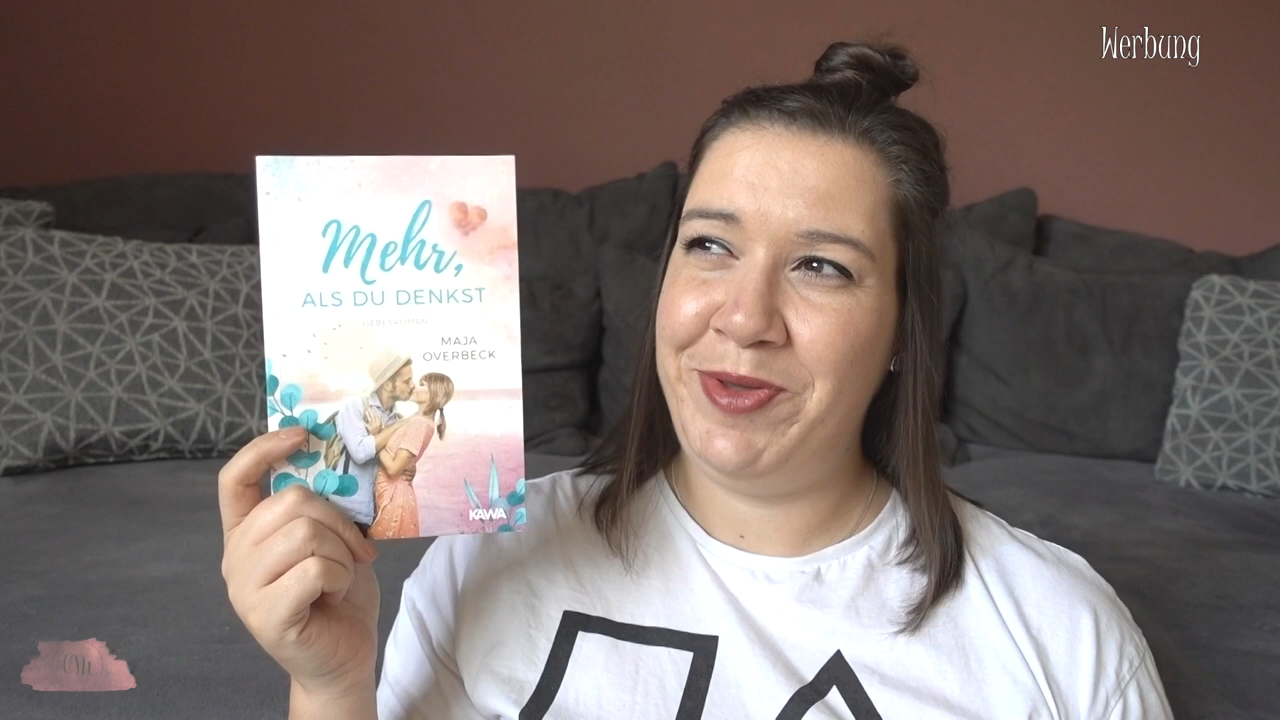 Werbung
Mehr,
ALS DU DENKST
LIEBESROMAN
MAJA
OVERBECK
KAWA